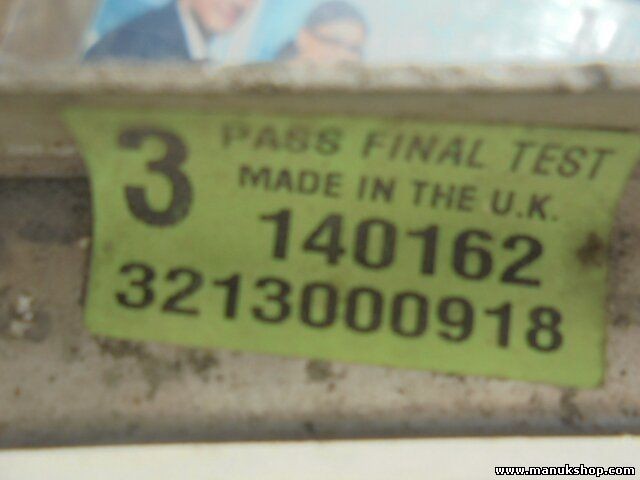 3
PASS FINAL TEST
MADE IN THE U.K.
140162
3213000918
www.manukshop.com